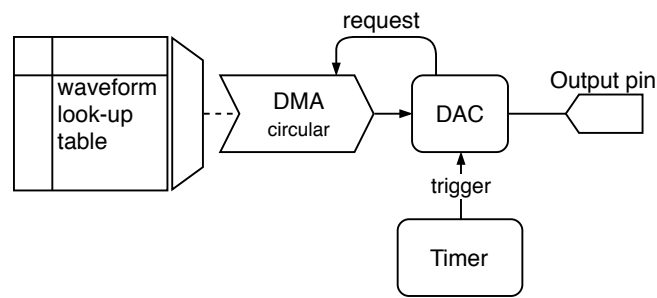 request
waveform
look-up
table
DMA
circular
DAC
Output pin
trigger
Timer